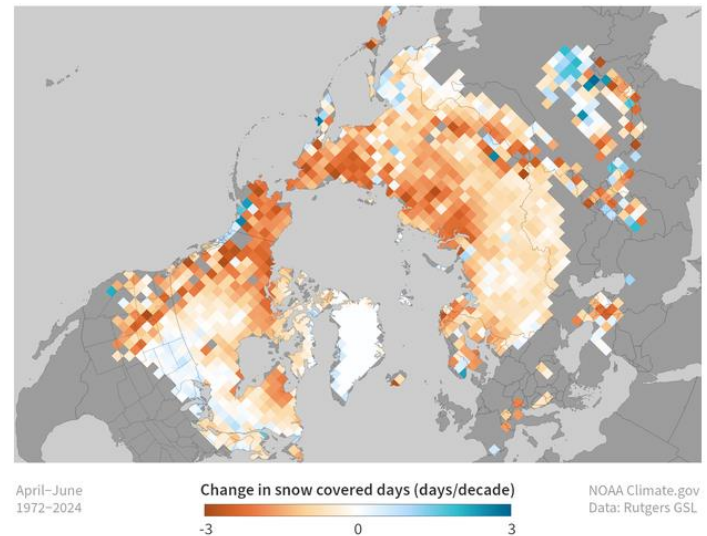 April–June
1972–2024
Change in snow covered days (days/decade)
-3 0 3
NOAA Climate.gov
Data: Rutgers GSL